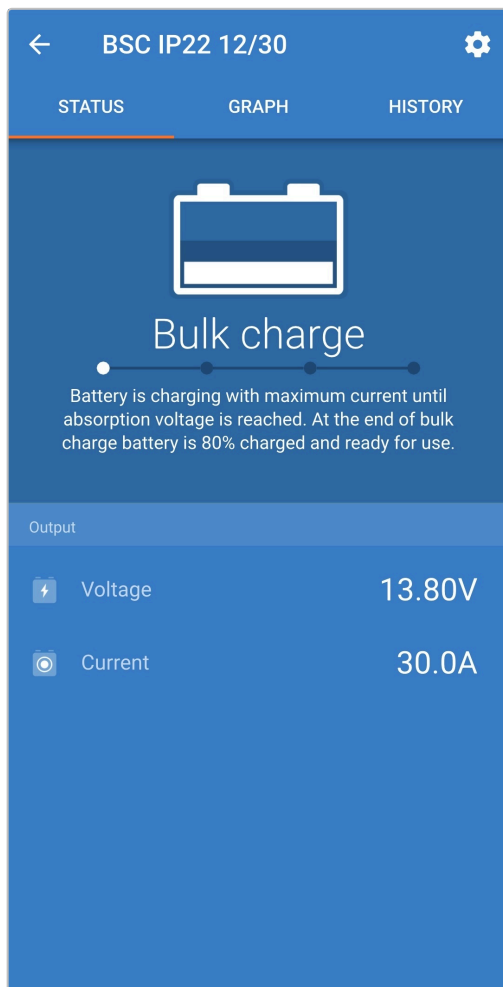 BSC IP22 12/30
STATUS GRAPH HISTORY
Bulk charge
Battery is charging with maximum current until
absorption voltage is reached. At the end of bulk
charge battery is 80% charged and ready for use.
Output
Voltage 13.80V
Current 30.0A